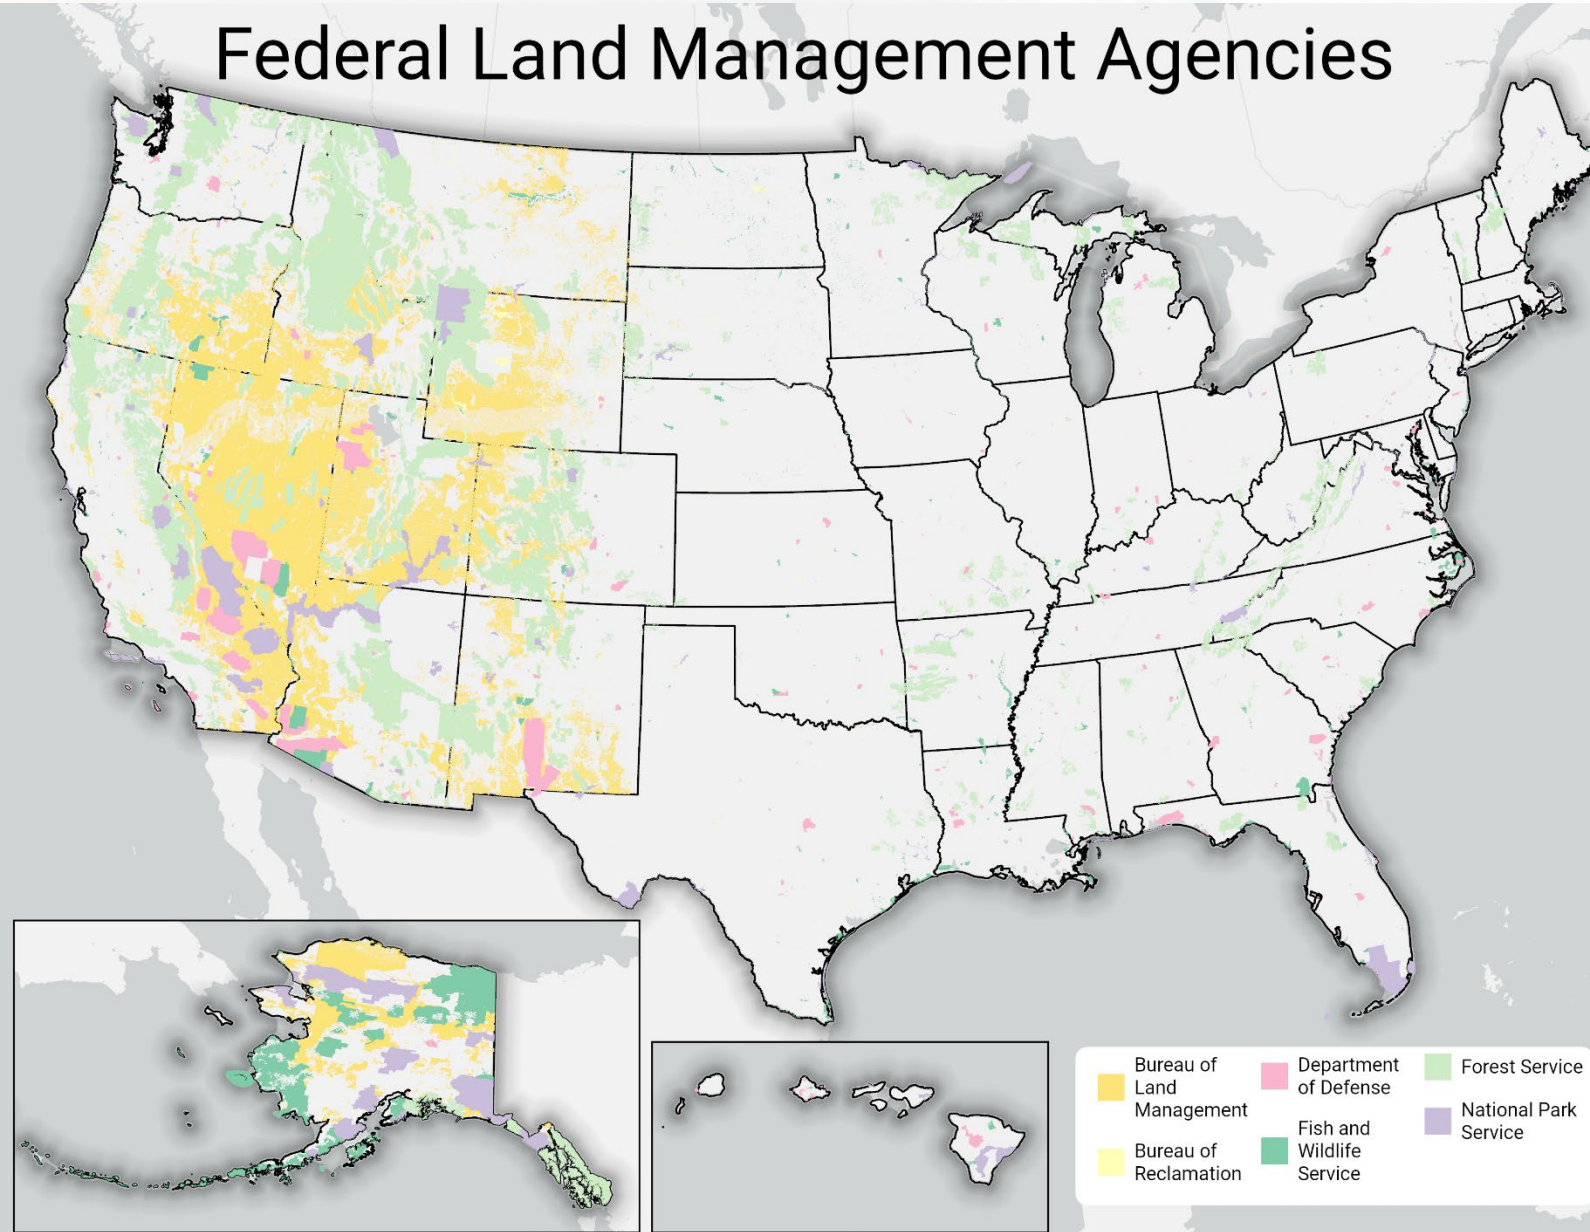 Federal Land Management Agencies
Bureau of
Land
Management
Bureau of
Reclamation
Department
of Defense
Fish and
Wildlife
Service
Forest Service
National Park
Service